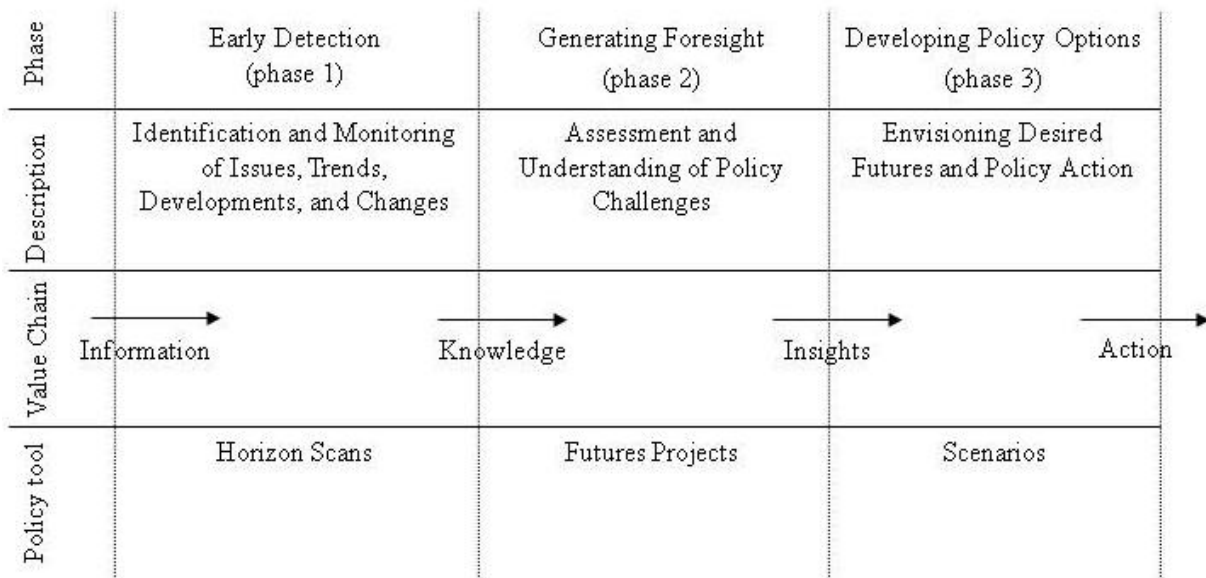 Phase
Early Detection
(phase 1)
Generating Foresight
(phase 2)
Developing Policy Options
(phase 3)
Description
Identification and Monitoring
of Issues, Trends,
Developments, and Changes
Assessment and
Understanding of Policy
Challenges
Envisioning Desired
Futures and Policy Action
Value Chain
Information
Knowledge
Insights
Action
Policy tool
Horizon Scans
Futures Projects
Scenarios